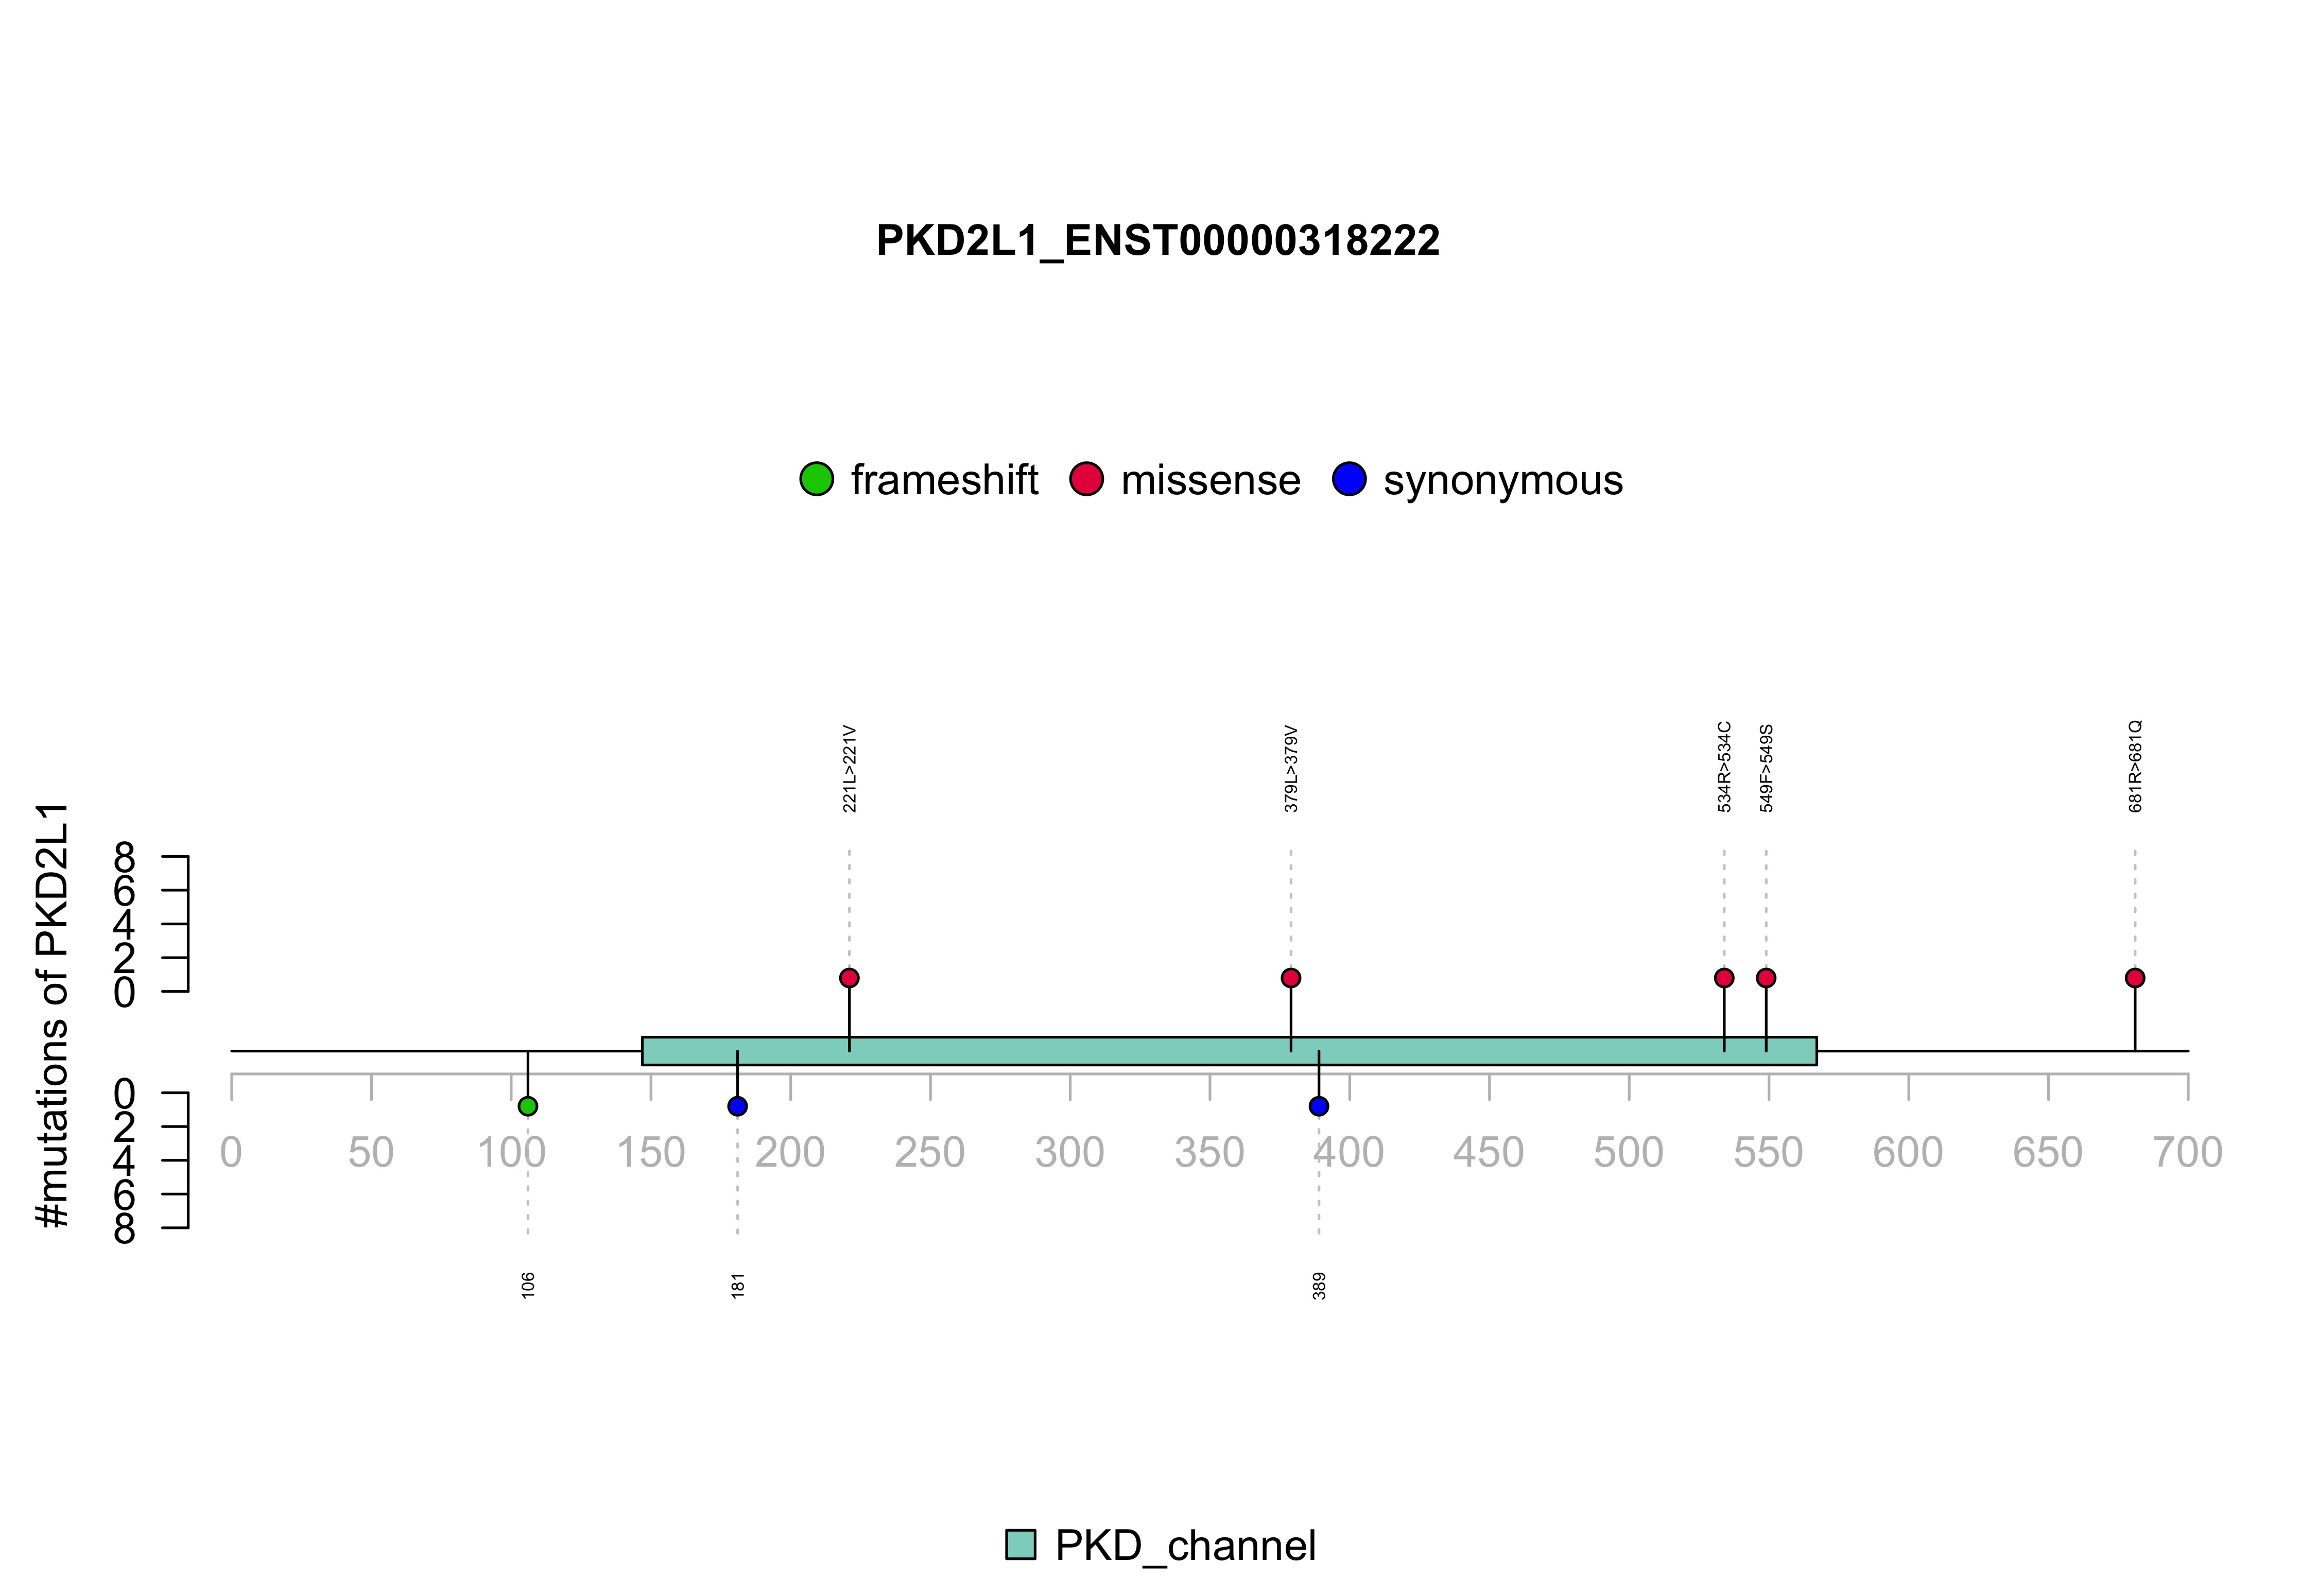 PKD2L1_ENST00000318222
frameshift missense synonymous
221L>221V
379L>379V
534R>534C
549F>549S
681R>681Q
#mutations of PKD2L1
8
6
4
2
0
0
2
4
6
8
0 50 100 150 200 250 300 350 400 450 500 550 600 650 700
106
181
389
PKD_channel